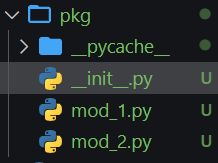 pkg
__pycache__
__init__.py
U
mod_1.py
U
mod_2.py
U